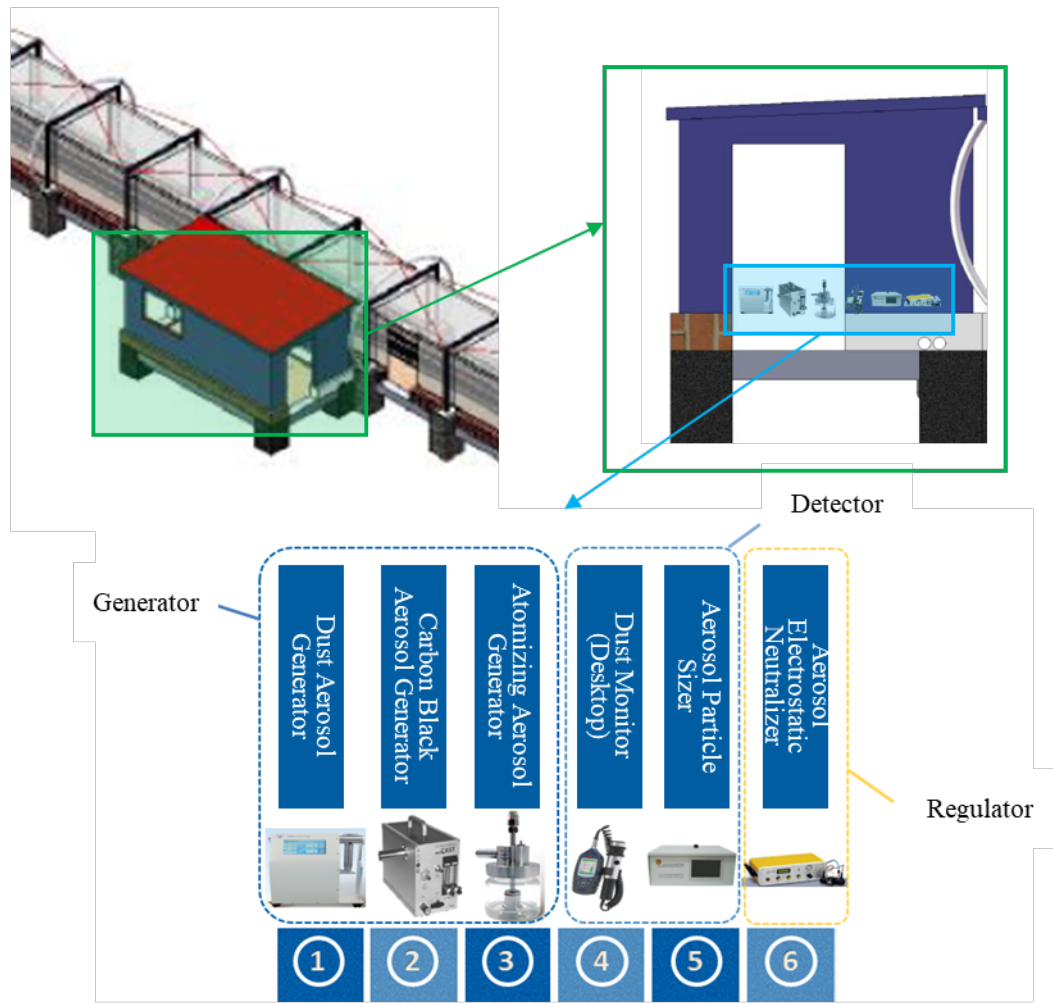 Detector
Generator
Dust Aerosol
Generator
Carbon Black
Aerosol Generator
Atomizing Aerosol
Generator
Dust Monitor
(Desktop)
Aerosol Particle
Sizer
Aerosol
Electrostatic
Neutralizer
Regulator
CAST
1
2
3
4
5
6